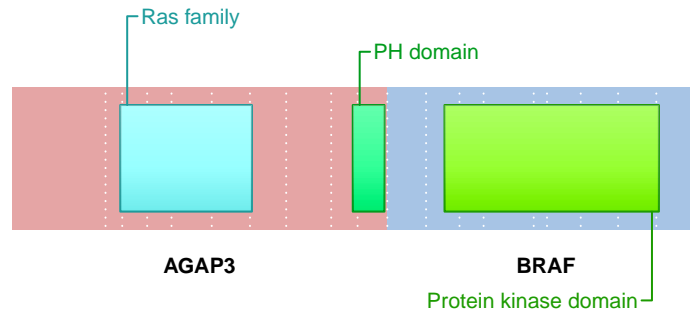 Ras family
PH domain
AGAP3
BRAF
Protein kinase domain